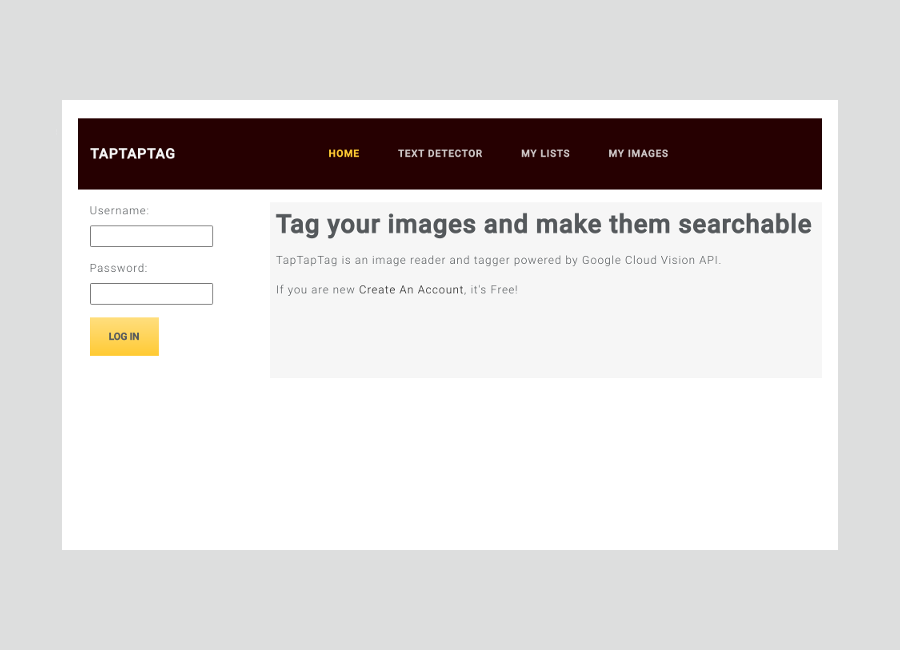 TAPTAPTAG
HOME TEXT DETECTOR MY LISTS MY IMAGES
Username:
Password:
LOG IN
Tag your images and make them searchable
TapTapTag is an image reader and tagger powered by Google Cloud Vision API.
If you are new Create An Account, it's Free!